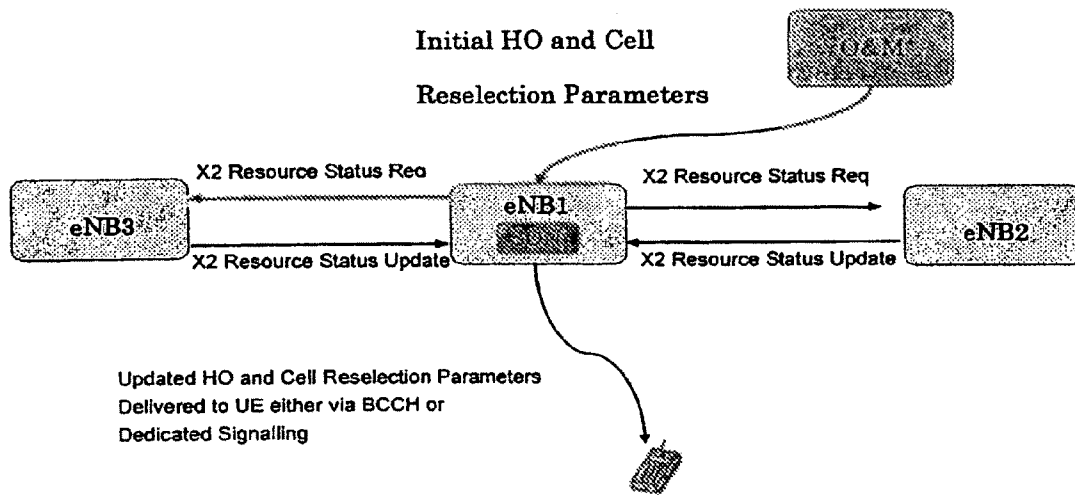 Initial HO and Cell
Reselection Parameters
O&M
X2 Resource Status Req
X2 Resource Status Req
eNB3
eNB1
eNB2
X2 Resource Status Update
X2 Resource Status Update
Updated HO and Cell Reselection Parameters
Delivered to UE either via BCCH or
Dedicated Signalling